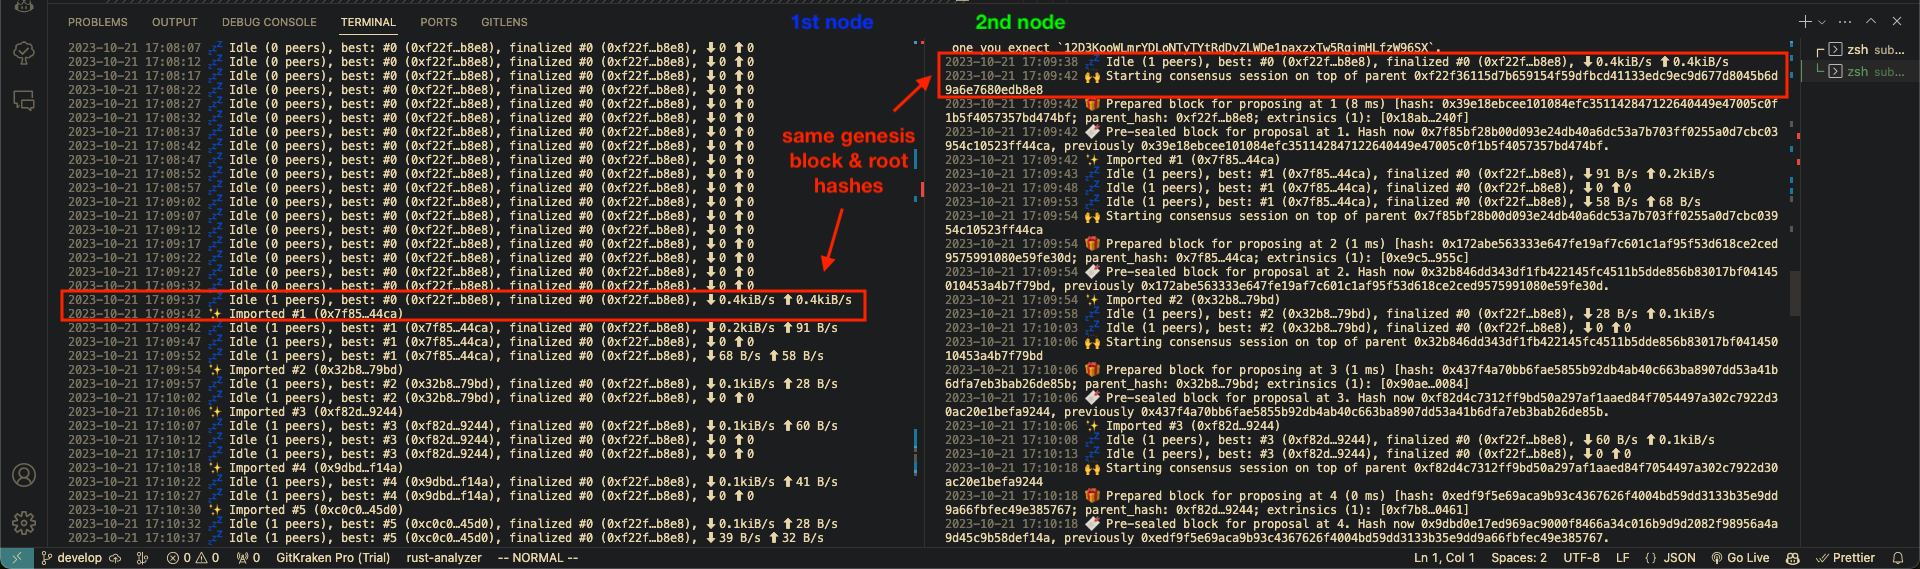 PROBLEMS OUTPUT DEBUG CONSOLE TERMINAL PORTS GITLENS
1st node
2nd node
2023-10-21 17:08:07 💤 Idle (0 peers), best: #0 (0xf22f…b8e8), finalized #0 (0xf22f…b8e8), ⬇ 0 ⬆ 0
2023-10-21 17:08:12 💤 Idle (0 peers), best: #0 (0xf22f…b8e8), finalized #0 (0xf22f…b8e8), ⬇ 0 ⬆ 0
2023-10-21 17:08:17 💤 Idle (0 peers), best: #0 (0xf22f…b8e8), finalized #0 (0xf22f…b8e8), ⬇ 0 ⬆ 0
2023-10-21 17:08:22 💤 Idle (0 peers), best: #0 (0xf22f…b8e8), finalized #0 (0xf22f…b8e8), ⬇ 0 ⬆ 0
2023-10-21 17:08:27 💤 Idle (0 peers), best: #0 (0xf22f…b8e8), finalized #0 (0xf22f…b8e8), ⬇ 0 ⬆ 0
2023-10-21 17:08:32 💤 Idle (0 peers), best: #0 (0xf22f…b8e8), finalized #0 (0xf22f…b8e8), ⬇ 0 ⬆ 0
2023-10-21 17:08:37 💤 Idle (0 peers), best: #0 (0xf22f…b8e8), finalized #0 (0xf22f…b8e8), ⬇ 0 ⬆ 0
2023-10-21 17:08:42 💤 Idle (0 peers), best: #0 (0xf22f…b8e8), finalized #0 (0xf22f…b8e8), ⬇ 0 ⬆ 0
2023-10-21 17:08:47 💤 Idle (0 peers), best: #0 (0xf22f…b8e8), finalized #0 (0xf22f…b8e8), ⬇ 0 ⬆ 0
2023-10-21 17:08:52 💤 Idle (0 peers), best: #0 (0xf22f…b8e8), finalized #0 (0xf22f…b8e8), ⬇ 0 ⬆ 0
2023-10-21 17:08:57 💤 Idle (0 peers), best: #0 (0xf22f…b8e8), finalized #0 (0xf22f…b8e8), ⬇ 0 ⬆ 0
2023-10-21 17:09:02 💤 Idle (0 peers), best: #0 (0xf22f…b8e8), finalized #0 (0xf22f…b8e8), ⬇ 0 ⬆ 0
2023-10-21 17:09:07 💤 Idle (0 peers), best: #0 (0xf22f…b8e8), finalized #0 (0xf22f…b8e8), ⬇ 0 ⬆ 0
2023-10-21 17:09:12 💤 Idle (0 peers), best: #0 (0xf22f…b8e8), finalized #0 (0xf22f…b8e8), ⬇ 0 ⬆ 0
2023-10-21 17:09:17 💤 Idle (0 peers), best: #0 (0xf22f…b8e8), finalized #0 (0xf22f…b8e8), ⬇ 0 ⬆ 0
2023-10-21 17:09:22 💤 Idle (0 peers), best: #0 (0xf22f…b8e8), finalized #0 (0xf22f…b8e8), ⬇ 0 ⬆ 0
2023-10-21 17:09:27 💤 Idle (0 peers), best: #0 (0xf22f…b8e8), finalized #0 (0xf22f…b8e8), ⬇ 0 ⬆ 0
2023-10-21 17:09:32 💤 Idle (0 peers), best: #0 (0xf22f…b8e8), finalized #0 (0xf22f…b8e8), ⬇ 0 ⬆ 0
2023-10-21 17:09:37 💤 Idle (1 peers), best: #0 (0xf22f…b8e8), finalized #0 (0xf22f…b8e8), ⬇ 0.4kiB/s ⬆ 0.4kiB/s
2023-10-21 17:09:42 ✨ Imported #1 (0x7f85…44ca)
2023-10-21 17:09:42 💤 Idle (1 peers), best: #1 (0x7f85…44ca), finalized #0 (0xf22f…b8e8), ⬇ 0.2kiB/s ⬆ 91 B/s
2023-10-21 17:09:47 💤 Idle (1 peers), best: #1 (0x7f85…44ca), finalized #0 (0xf22f…b8e8), ⬇ 0 ⬆ 0
2023-10-21 17:09:52 💤 Idle (1 peers), best: #1 (0x7f85…44ca), finalized #0 (0xf22f…b8e8), ⬇ 68 B/s ⬆ 58 B/s
2023-10-21 17:09:54 ✨ Imported #2 (0x32b8…79bd)
2023-10-21 17:09:57 💤 Idle (1 peers), best: #2 (0x32b8…79bd), finalized #0 (0xf22f…b8e8), ⬇ 0.1kiB/s ⬆ 28 B/s
2023-10-21 17:10:02 💤 Idle (1 peers), best: #2 (0x32b8…79bd), finalized #0 (0xf22f…b8e8), ⬇ 0 ⬆ 0
2023-10-21 17:10:06 ✨ Imported #3 (0xf82d…9244)
2023-10-21 17:10:07 💤 Idle (1 peers), best: #3 (0xf82d…9244), finalized #0 (0xf22f…b8e8), ⬇ 0.1kiB/s ⬆ 60 B/s
2023-10-21 17:10:12 💤 Idle (1 peers), best: #3 (0xf82d…9244), finalized #0 (0xf22f…b8e8), ⬇ 0 ⬆ 0
2023-10-21 17:10:17 💤 Idle (1 peers), best: #3 (0xf82d…9244), finalized #0 (0xf22f…b8e8), ⬇ 0 ⬆ 0
2023-10-21 17:10:18 ✨ Imported #4 (0x9dbd…f14a)
2023-10-21 17:10:22 💤 Idle (1 peers), best: #4 (0x9dbd…f14a), finalized #0 (0xf22f…b8e8), ⬇ 0.1kiB/s ⬆ 41 B/s
2023-10-21 17:10:27 💤 Idle (1 peers), best: #4 (0x9dbd…f14a), finalized #0 (0xf22f…b8e8), ⬇ 0 ⬆ 0
2023-10-21 17:10:30 ✨ Imported #5 (0xc0c0…45d0)
2023-10-21 17:10:32 💤 Idle (1 peers), best: #5 (0xc0c0…45d0), finalized #0 (0xf22f…b8e8), ⬇ 0.1kiB/s ⬆ 28 B/s
2023-10-21 17:10:37 💤 Idle (1 peers), best: #5 (0xc0c0…45d0), finalized #0 (0xf22f…b8e8), ⬇ 39 B/s ⬆ 32 B/s
same genesis
block & root
hashes
one you expect `12D3KooWLmrYDLoNTyTYtRdDyZLWDe1paxzxTw5RgjmHLfzW96SX`.
2023-10-21 17:09:38 💤 Idle (1 peers), best: #0 (0xf22f…b8e8), finalized #0 (0xf22f…b8e8), ⬇ 0.4kiB/s ⬆ 0.4kiB/s
2023-10-21 17:09:42 🙌 Starting consensus session on top of parent 0xf22f36115d7b659154f59dfbcd41133edc9ec9d677d8045b6d
9a6e7680edb8e8
2023-10-21 17:09:42 🎁 Prepared block for proposing at 1 (8 ms) [hash: 0x39e18ebcee101084efc351142847122640449e47005c0f
1b5f4057357bd474bf; parent_hash: 0xf22f…b8e8; extrinsics (1): [0x18ab…240f]
2023-10-21 17:09:42 🔖 Pre-sealed block for proposal at 1. Hash now 0x7f85bf28b00d093e24db40a6dc53a7b703ff0255a0d7cbc03
954c10523ff44ca, previously 0x39e18ebcee101084efc351142847122640449e47005c0f1b5f4057357bd474bf.
2023-10-21 17:09:42 ✨ Imported #1 (0x7f85…44ca)
2023-10-21 17:09:43 💤 Idle (1 peers), best: #1 (0x7f85…44ca), finalized #0 (0xf22f…b8e8), ⬇ 91 B/s ⬆ 0.2kiB/s
2023-10-21 17:09:48 💤 Idle (1 peers), best: #1 (0x7f85…44ca), finalized #0 (0xf22f…b8e8), ⬇ 0 ⬆ 0
2023-10-21 17:09:53 💤 Idle (1 peers), best: #1 (0x7f85…44ca), finalized #0 (0xf22f…b8e8), ⬇ 58 B/s ⬆ 68 B/s
2023-10-21 17:09:54 🙌 Starting consensus session on top of parent 0x7f85bf28b00d093e24db40a6dc53a7b703ff0255a0d7cbc039
54c10523ff44ca
2023-10-21 17:09:54 🎁 Prepared block for proposing at 2 (1 ms) [hash: 0x172abe563333e647fe19af7c601c1af95f53d618ce2ced
9575991080e59fe30d; parent_hash: 0x7f85…44ca; extrinsics (1): [0xe9c5…955c]
2023-10-21 17:09:54 🔖 Pre-sealed block for proposal at 2. Hash now 0x32b846dd343df1fb422145fc4511b5dde856b83017bf04145
010453a4b7f79bd, previously 0x172abe563333e647fe19af7c601c1af95f53d618ce2ced9575991080e59fe30d.
2023-10-21 17:09:54 ✨ Imported #2 (0x32b8…79bd)
2023-10-21 17:09:58 💤 Idle (1 peers), best: #2 (0x32b8…79bd), finalized #0 (0xf22f…b8e8), ⬇ 28 B/s ⬆ 0.1kiB/s
2023-10-21 17:10:03 💤 Idle (1 peers), best: #2 (0x32b8…79bd), finalized #0 (0xf22f…b8e8), ⬇ 0 ⬆ 0
2023-10-21 17:10:06 🙌 Starting consensus session on top of parent 0x32b846dd343df1fb422145fc4511b5dde856b83017bf041450
10453a4b7f79bd
2023-10-21 17:10:06 🎁 Prepared block for proposing at 3 (1 ms) [hash: 0x437f4a70bb6fae5855b92db4ab40c663ba8907dd53a41b
6dfa7eb3bab26de85b; parent_hash: 0x32b8…79bd; extrinsics (1): [0x90ae…0084]
2023-10-21 17:10:06 🔖 Pre-sealed block for proposal at 3. Hash now 0xf82d4c7312ff9bd50a297af1aaed84f7054497a302c7922d3
0ac20e1befa9244, previously 0x437f4a70bb6fae5855b92db4ab40c663ba8907dd53a41b6dfa7eb3bab26de85b.
2023-10-21 17:10:06 ✨ Imported #3 (0xf82d…9244)
2023-10-21 17:10:08 💤 Idle (1 peers), best: #3 (0xf82d…9244), finalized #0 (0xf22f…b8e8), ⬇ 60 B/s ⬆ 0.1kiB/s
2023-10-21 17:10:13 💤 Idle (1 peers), best: #3 (0xf82d…9244), finalized #0 (0xf22f…b8e8), ⬇ 0 ⬆ 0
2023-10-21 17:10:18 🙌 Starting consensus session on top of parent 0xf82d4c7312ff9bd50a297af1aaed84f7054497a302c7922d30
ac20e1befa9244
2023-10-21 17:10:18 🎁 Prepared block for proposing at 4 (0 ms) [hash: 0xedf9f5e69aca9b93c4367626f4004bd59dd3133b35e9dd
9a66fbfec49e385767; parent_hash: 0xf82d…9244; extrinsics (1): [0xf7b8…0461]
2023-10-21 17:10:18 🔖 Pre-sealed block for proposal at 4. Hash now 0x9dbd0e17ed969ac9000f8466a34c016b9d9d2082f98956a4a
9d45c9b58def14a, previously 0xedf9f5e69aca9b93c4367626f4004bd59dd3133b35e9dd9a66fbfec49e385767.
zsh sub…
zsh sub…
develop 0 0 0 GitKraken Pro (Trial) rust-analyzer -- NORMAL -- Ln 1, Col 1 Spaces: 2 UTF-8 LF {} JSON Go Live Prettier